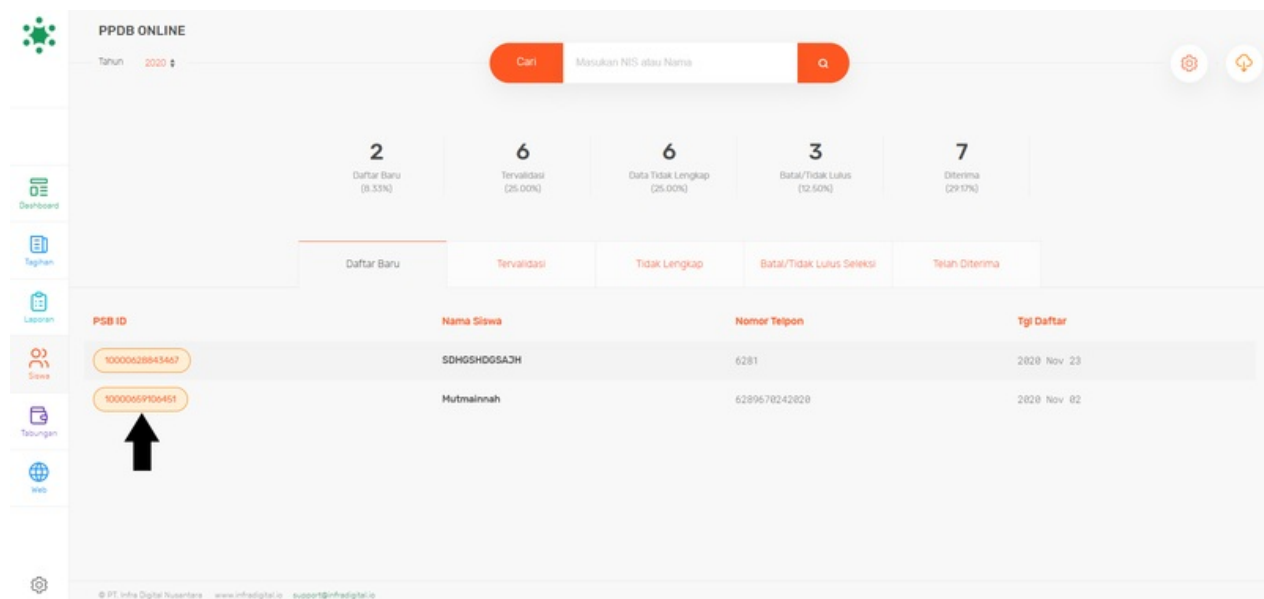 PPDB ONLINE
Tahun 2020
Cari Masukan NIS atau Nama
2 6 6 3 7
Daftar Baru Tervalidasi Data Tidak Lengkap Batal/Tidak Lulus Diterima
(8.33%) (25.00%) (25.00%) (12.50%) (29.17%)
Dashboard
Tagihan
Laporan
Siswa
Tabungan
Web
Daftar Baru Tervalidasi Tidak Lengkap Batal/Tidak Lulus Seleksi Telah Diterima
PSB ID Nama Siswa Nomor Telpon Tgl Daftar
10000628843467 SDHGSHDGSAJH 6281 2020 Nov 23
10000659106451 Mutmainnah 6289670242020 2020 Nov 02
© PT. Infra Digital Nusantara www.infradigital.io support@infradigital.io